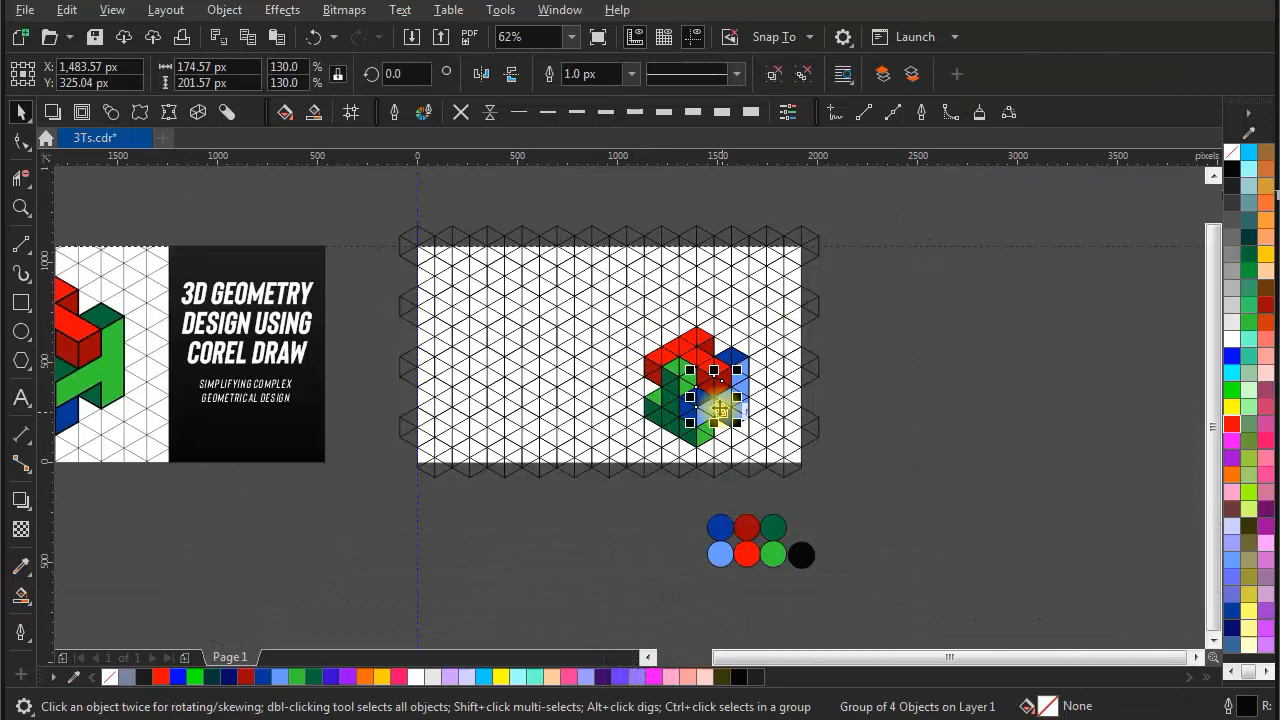 File Edit View Layout Object Effects Bitmaps Text Table Tools Window Help
PDF 62% Snap To Launch
X: 1,483.57 px 174.57 px 130.0 % 0.0 ° 1.0 px
Y: 325.04 px 201.57 px 130.0 %
3Ts.cdr*
1500 1000 500 0 500 1000 1500 2000 2500 3000 3500 pixels
1000
500
0
500
3D GEOMETRY
DESIGN USING
COREL DRAW
SIMPLIFYING COMPLEX
GEOMETRICAL DESIGN
1 of 1 Page 1
Click an object twice for rotating/skewing; dbl-clicking tool selects all objects; Shift+click multi-selects; Alt+click digs; Ctrl+click selects in a group Group of 4 Objects on Layer 1 None R: